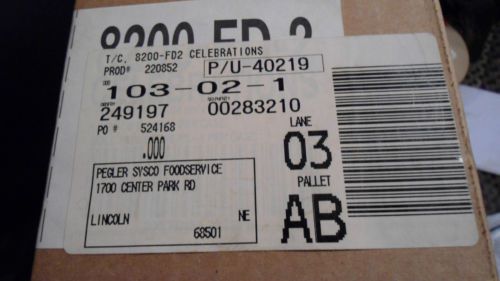 8200 FD 2
T/C. 8200-FD2 CELEBRATIONS
PROD# 220852
P/U-40219
103-02-1
249197 00283210
PO # 524168
LANE
.000
03
PALLET
AB
PEGLER SYSCO FOODSERVICE
1700 CENTER PARK RD
LINCOLN NE
68501